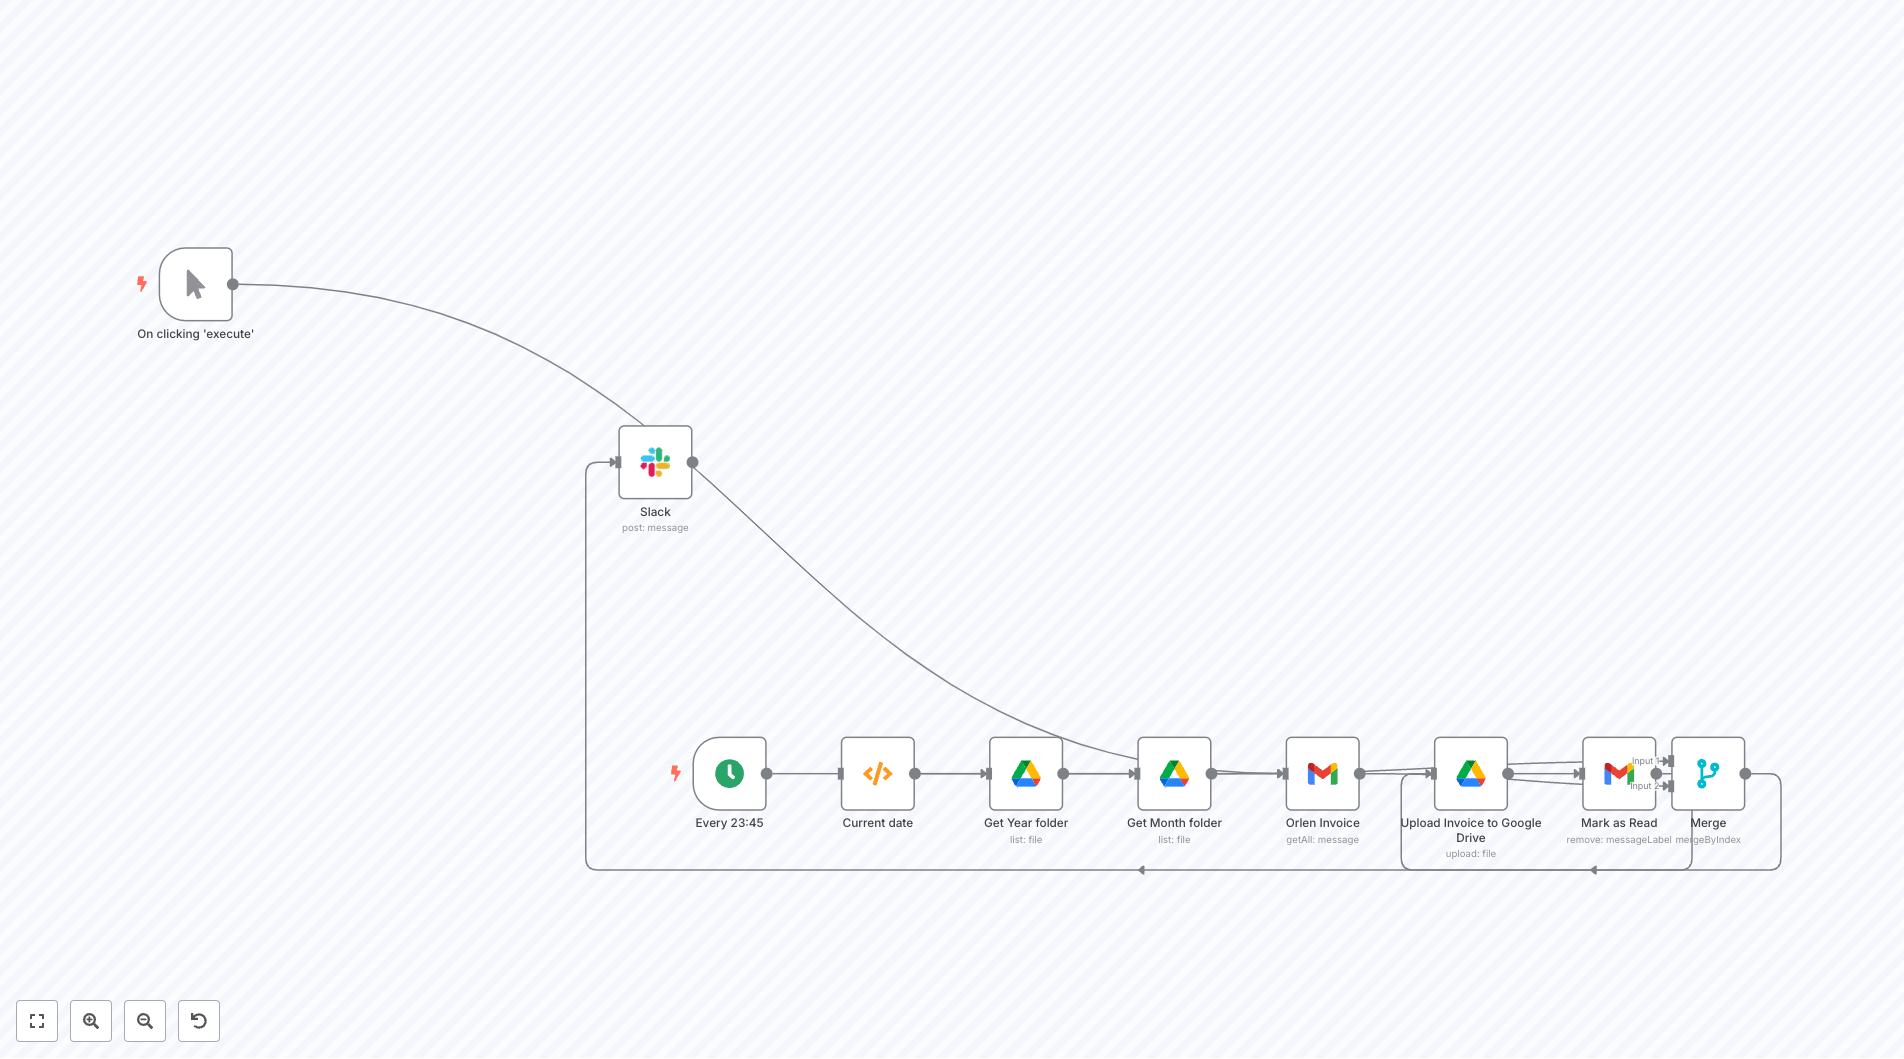 On clicking 'execute'
Slack
post: message
Every 23:45
Current date
Get Year folder
list: file
Get Month folder
list: file
Orlen Invoice
getAll: message
Upload Invoice to Google
Drive
upload: file
Mark as Read
remove: messageLabel
Input 1
Input 2
Merge
mergeByIndex